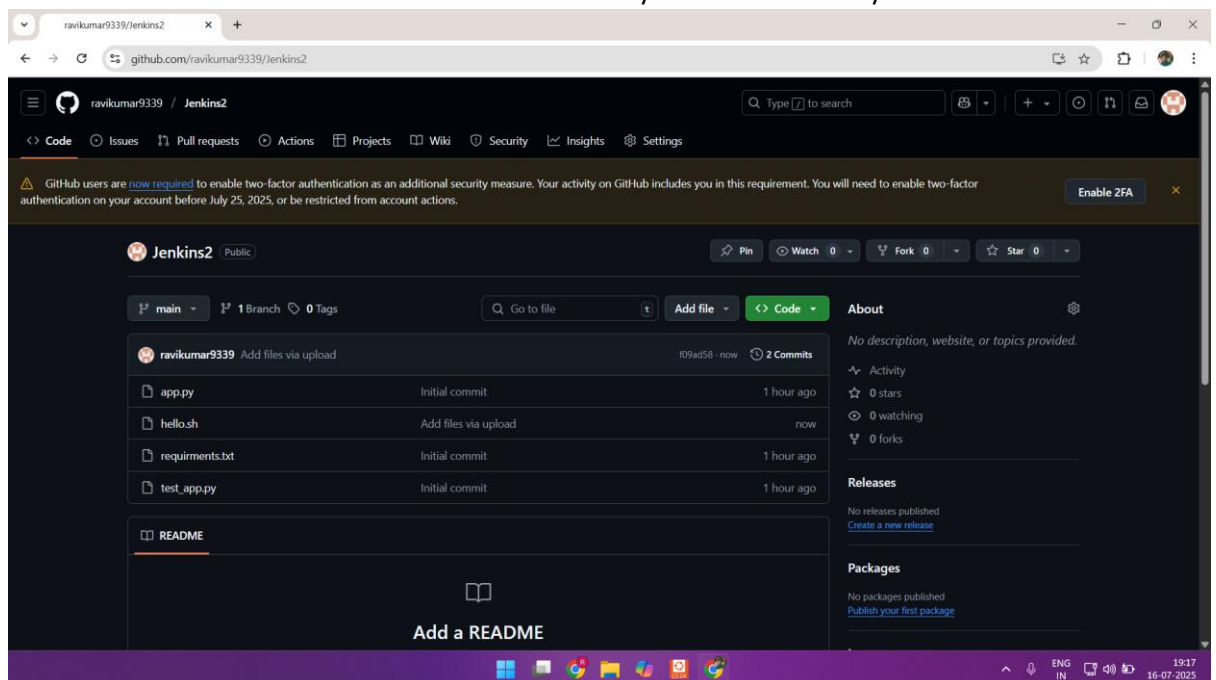 ravikumar9339/Jenkins2
github.com/ravikumar9339/Jenkins2
ravikumar9339 / Jenkins2
Type / to search
Code Issues Pull requests Actions Projects Wiki Security Insights Settings
GitHub users are now required to enable two-factor authentication as an additional security measure. Your activity on GitHub includes you in this requirement. You will need to enable two-factor
authentication on your account before July 25, 2025, or be restricted from account actions.
Enable 2FA
Jenkins2 Public
Pin Watch 0 Fork 0 Star 0
main 1 Branch 0 Tags
Go to file t Add file Code
ravikumar9339 Add files via upload f09ad58 · now 2 Commits
app.py Initial commit 1 hour ago
hello.sh Add files via upload now
requirments.txt Initial commit 1 hour ago
test_app.py Initial commit 1 hour ago
README
Add a README
About
No description, website, or topics provided.
Activity
0 stars
0 watching
0 forks
Releases
No releases published
Create a new release
Packages
No packages published
Publish your first package
ENG
IN
19:17
16-07-2025